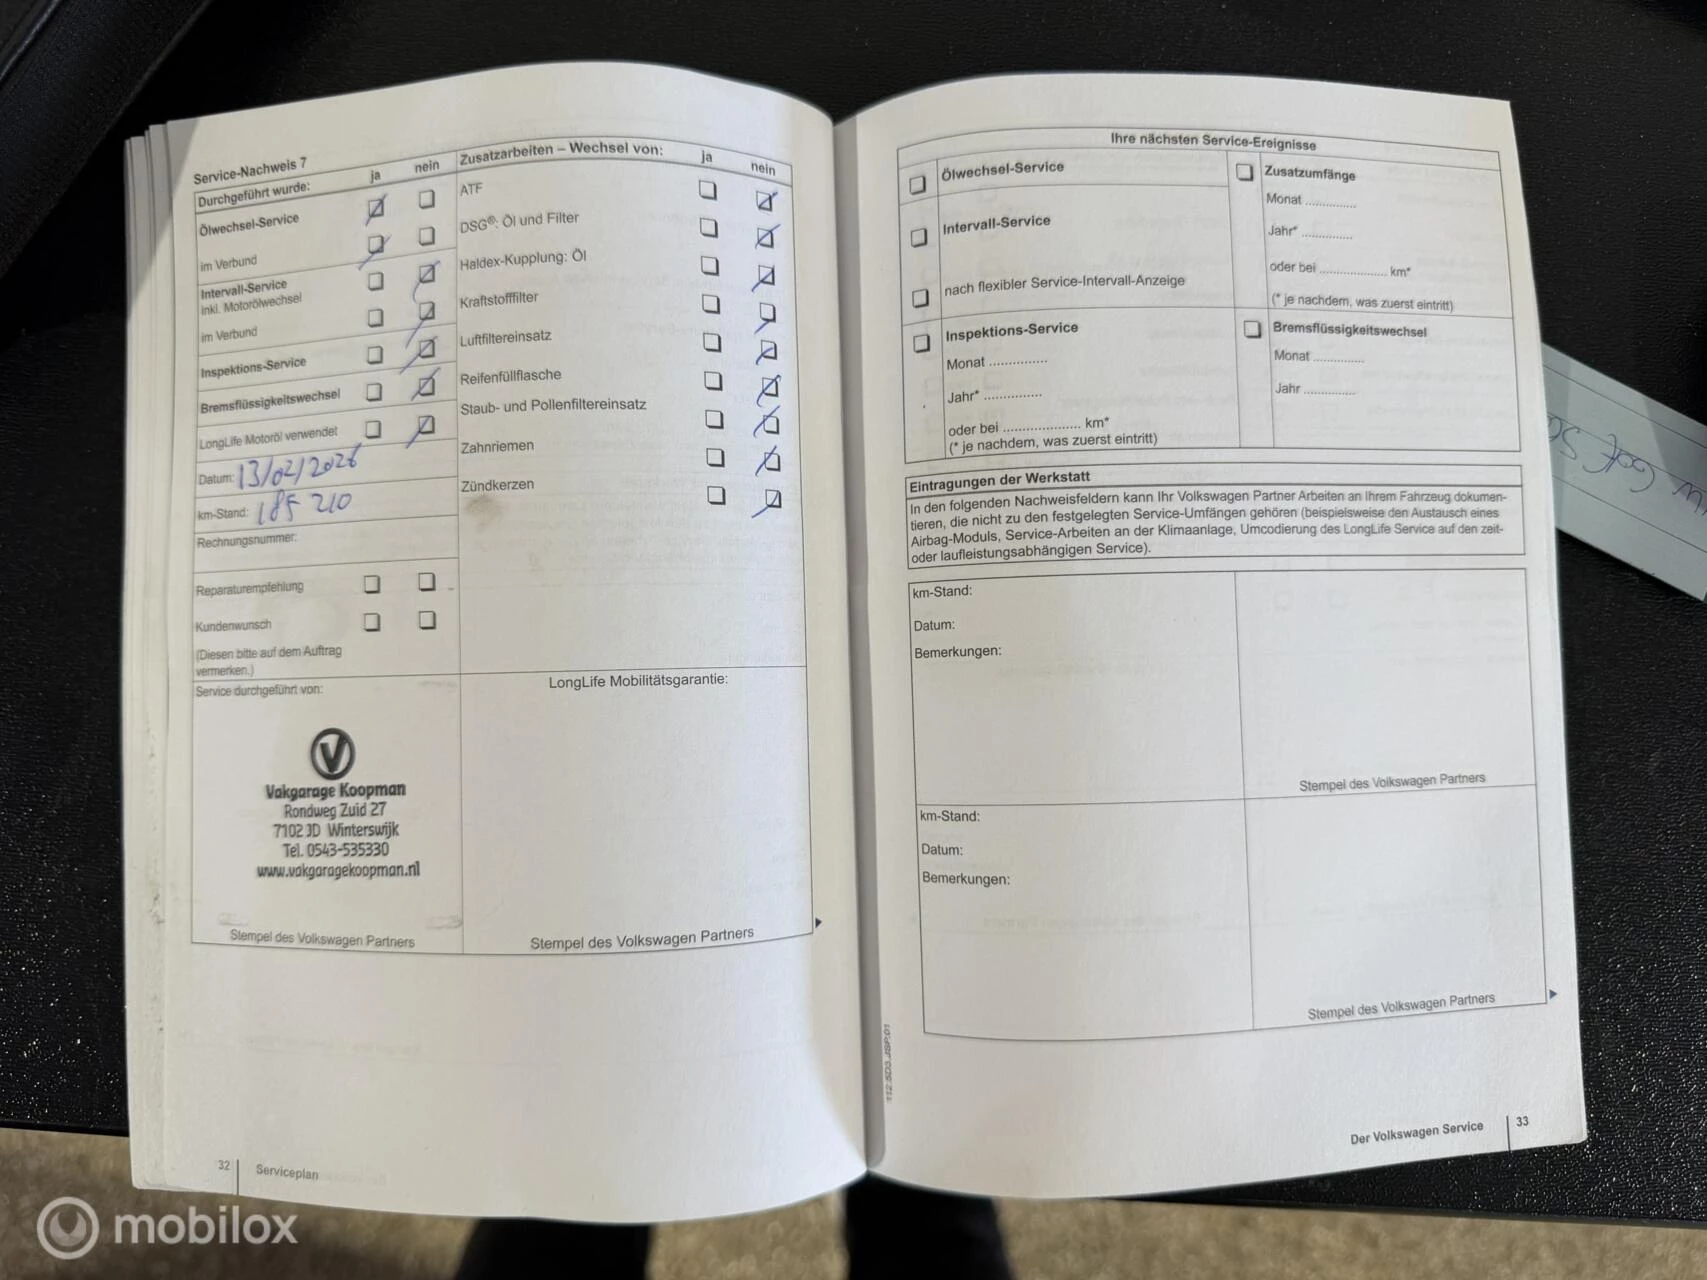 Service-Nachweis 7
Durchgeführt wurde: ja nein
Ölwechsel-Service
im Verbund
Intervall-Service
inkl. Motorölwechsel
im Verbund
Inspektions-Service
Bremsflüssigkeitswechsel
LongLife Motoröl verwendet
Datum: 13/02/2026
km-Stand: 185 210
Rechnungsnummer:
Reparaturempfehlung
Kundenwunsch
(Diesen bitte auf dem Auftrag
vermerken.)
Service durchgeführt von:
V
Vakgarage Koopman
Rondweg Zuid 27
7102 JD Winterswijk
Tel. 0543-535330
www.vakgaragekoopman.nl
Stempel des Volkswagen Partners
Zusatzarbeiten – Wechsel von: ja nein
ATF
DSG®: Öl und Filter
Haldex-Kupplung: Öl
Kraftstofffilter
Luftfiltereinsatz
Reifenfüllflasche
Staub- und Pollenfiltereinsatz
Zahnriemen
Zündkerzen
LongLife Mobilitätsgarantie:
Stempel des Volkswagen Partners
32 Serviceplan
Ihre nächsten Service-Ereignisse
Ölwechsel-Service
Intervall-Service
nach flexibler Service-Intervall-Anzeige
Inspektions-Service
Monat ...............
Jahr* ...............
oder bei .................... km*
(* je nachdem, was zuerst eintritt)
Zusatzumfänge
Monat .............
Jahr* .............
oder bei .................. km*
(* je nachdem, was zuerst eintritt)
Bremsflüssigkeitswechsel
Monat .............
Jahr .............
Eintragungen der Werkstatt
In den folgenden Nachweisfeldern kann Ihr Volkswagen Partner Arbeiten an Ihrem Fahrzeug dokumen-
tieren, die nicht zu den festgelegten Service-Umfängen gehören (beispielsweise den Austausch eines
Airbag-Moduls, Service-Arbeiten an der Klimaanlage, Umcodierung des LongLife Service auf den zeit-
oder laufleistungsabhängigen Service).
km-Stand:
Datum:
Bemerkungen:
Stempel des Volkswagen Partners
km-Stand:
Datum:
Bemerkungen:
Stempel des Volkswagen Partners
Der Volkswagen Service 33
Golf
mobilox